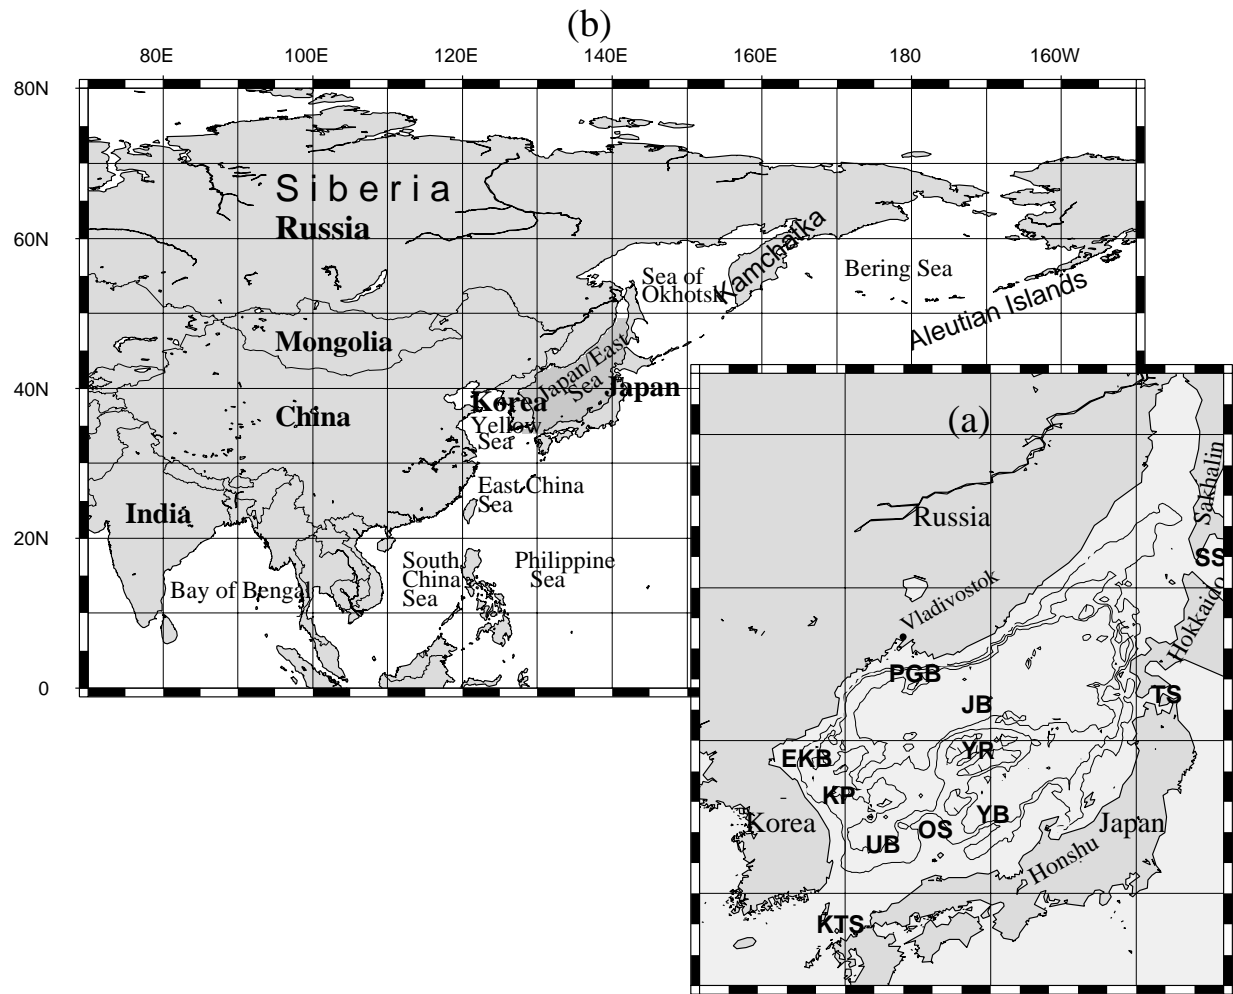 (b)
80E 100E 120E 140E 160E 180 160W
80N
60N
40N
20N
0
Siberia
Russia
Kamchatka
Sea of
Okhotsk
Bering Sea
Aleutian Islands
Mongolia
Japan/East
Sea
Japan
Korea
China
Yellow
Sea
East China
Sea
India
South
China
Sea
Philippine
Sea
Bay of Bengal
(a)
Sakhalin
Russia
SS
Vladivostok
Hokkaido
PGB
JB
TS
EKB
YR
KP
YB
Korea
OS
Japan
UB
Honshu
KTS